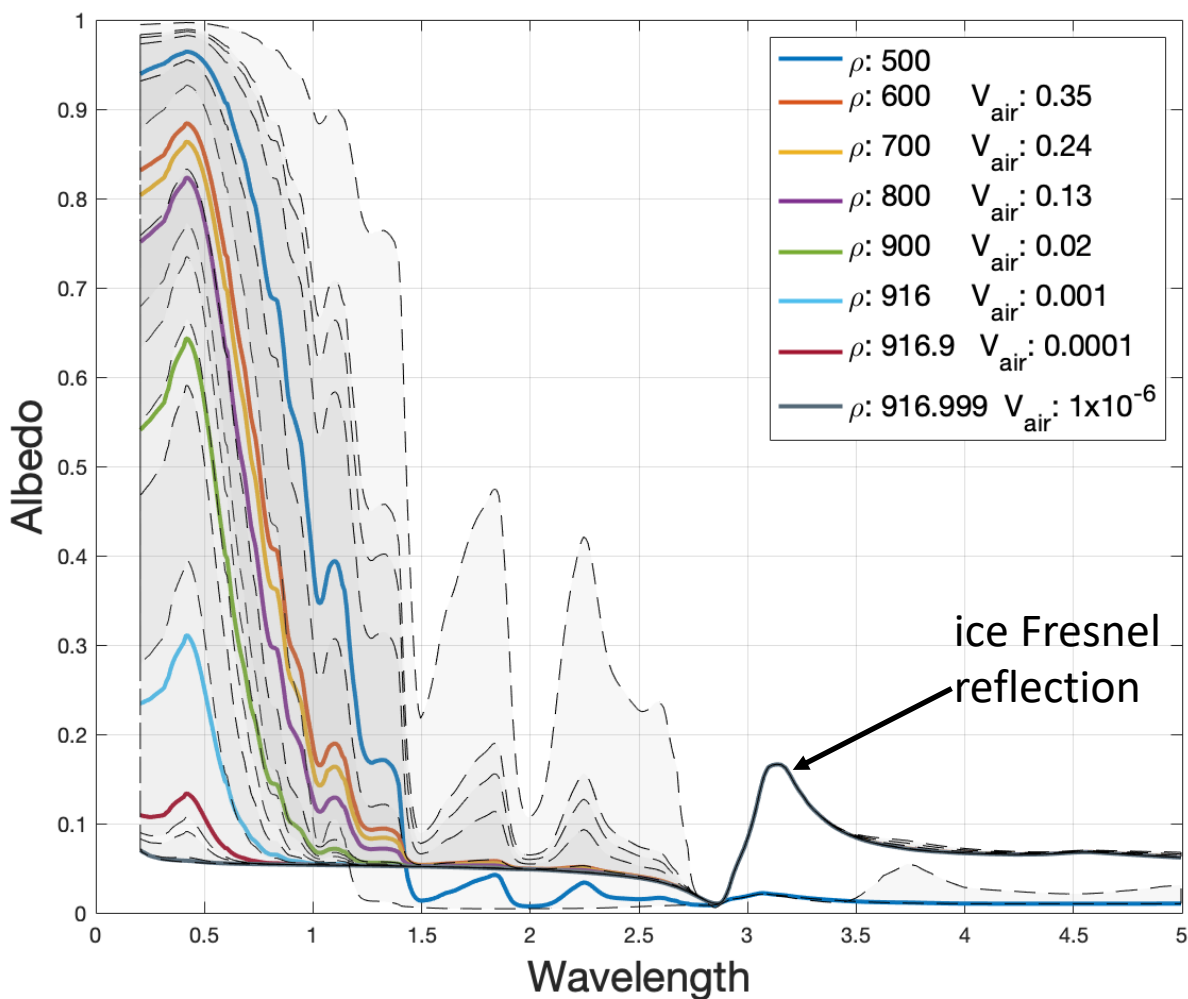 1
0.9
0.8
0.7
0.6
0.5
0.4
0.3
0.2
0.1
0
Albedo
ρ: 500
ρ: 600 V_air: 0.35
ρ: 700 V_air: 0.24
ρ: 800 V_air: 0.13
ρ: 900 V_air: 0.02
ρ: 916 V_air: 0.001
ρ: 916.9 V_air: 0.0001
ρ: 916.999 V_air: 1x10^-6
ice Fresnel
reflection
0 0.5 1 1.5 2 2.5 3 3.5 4 4.5 5
Wavelength